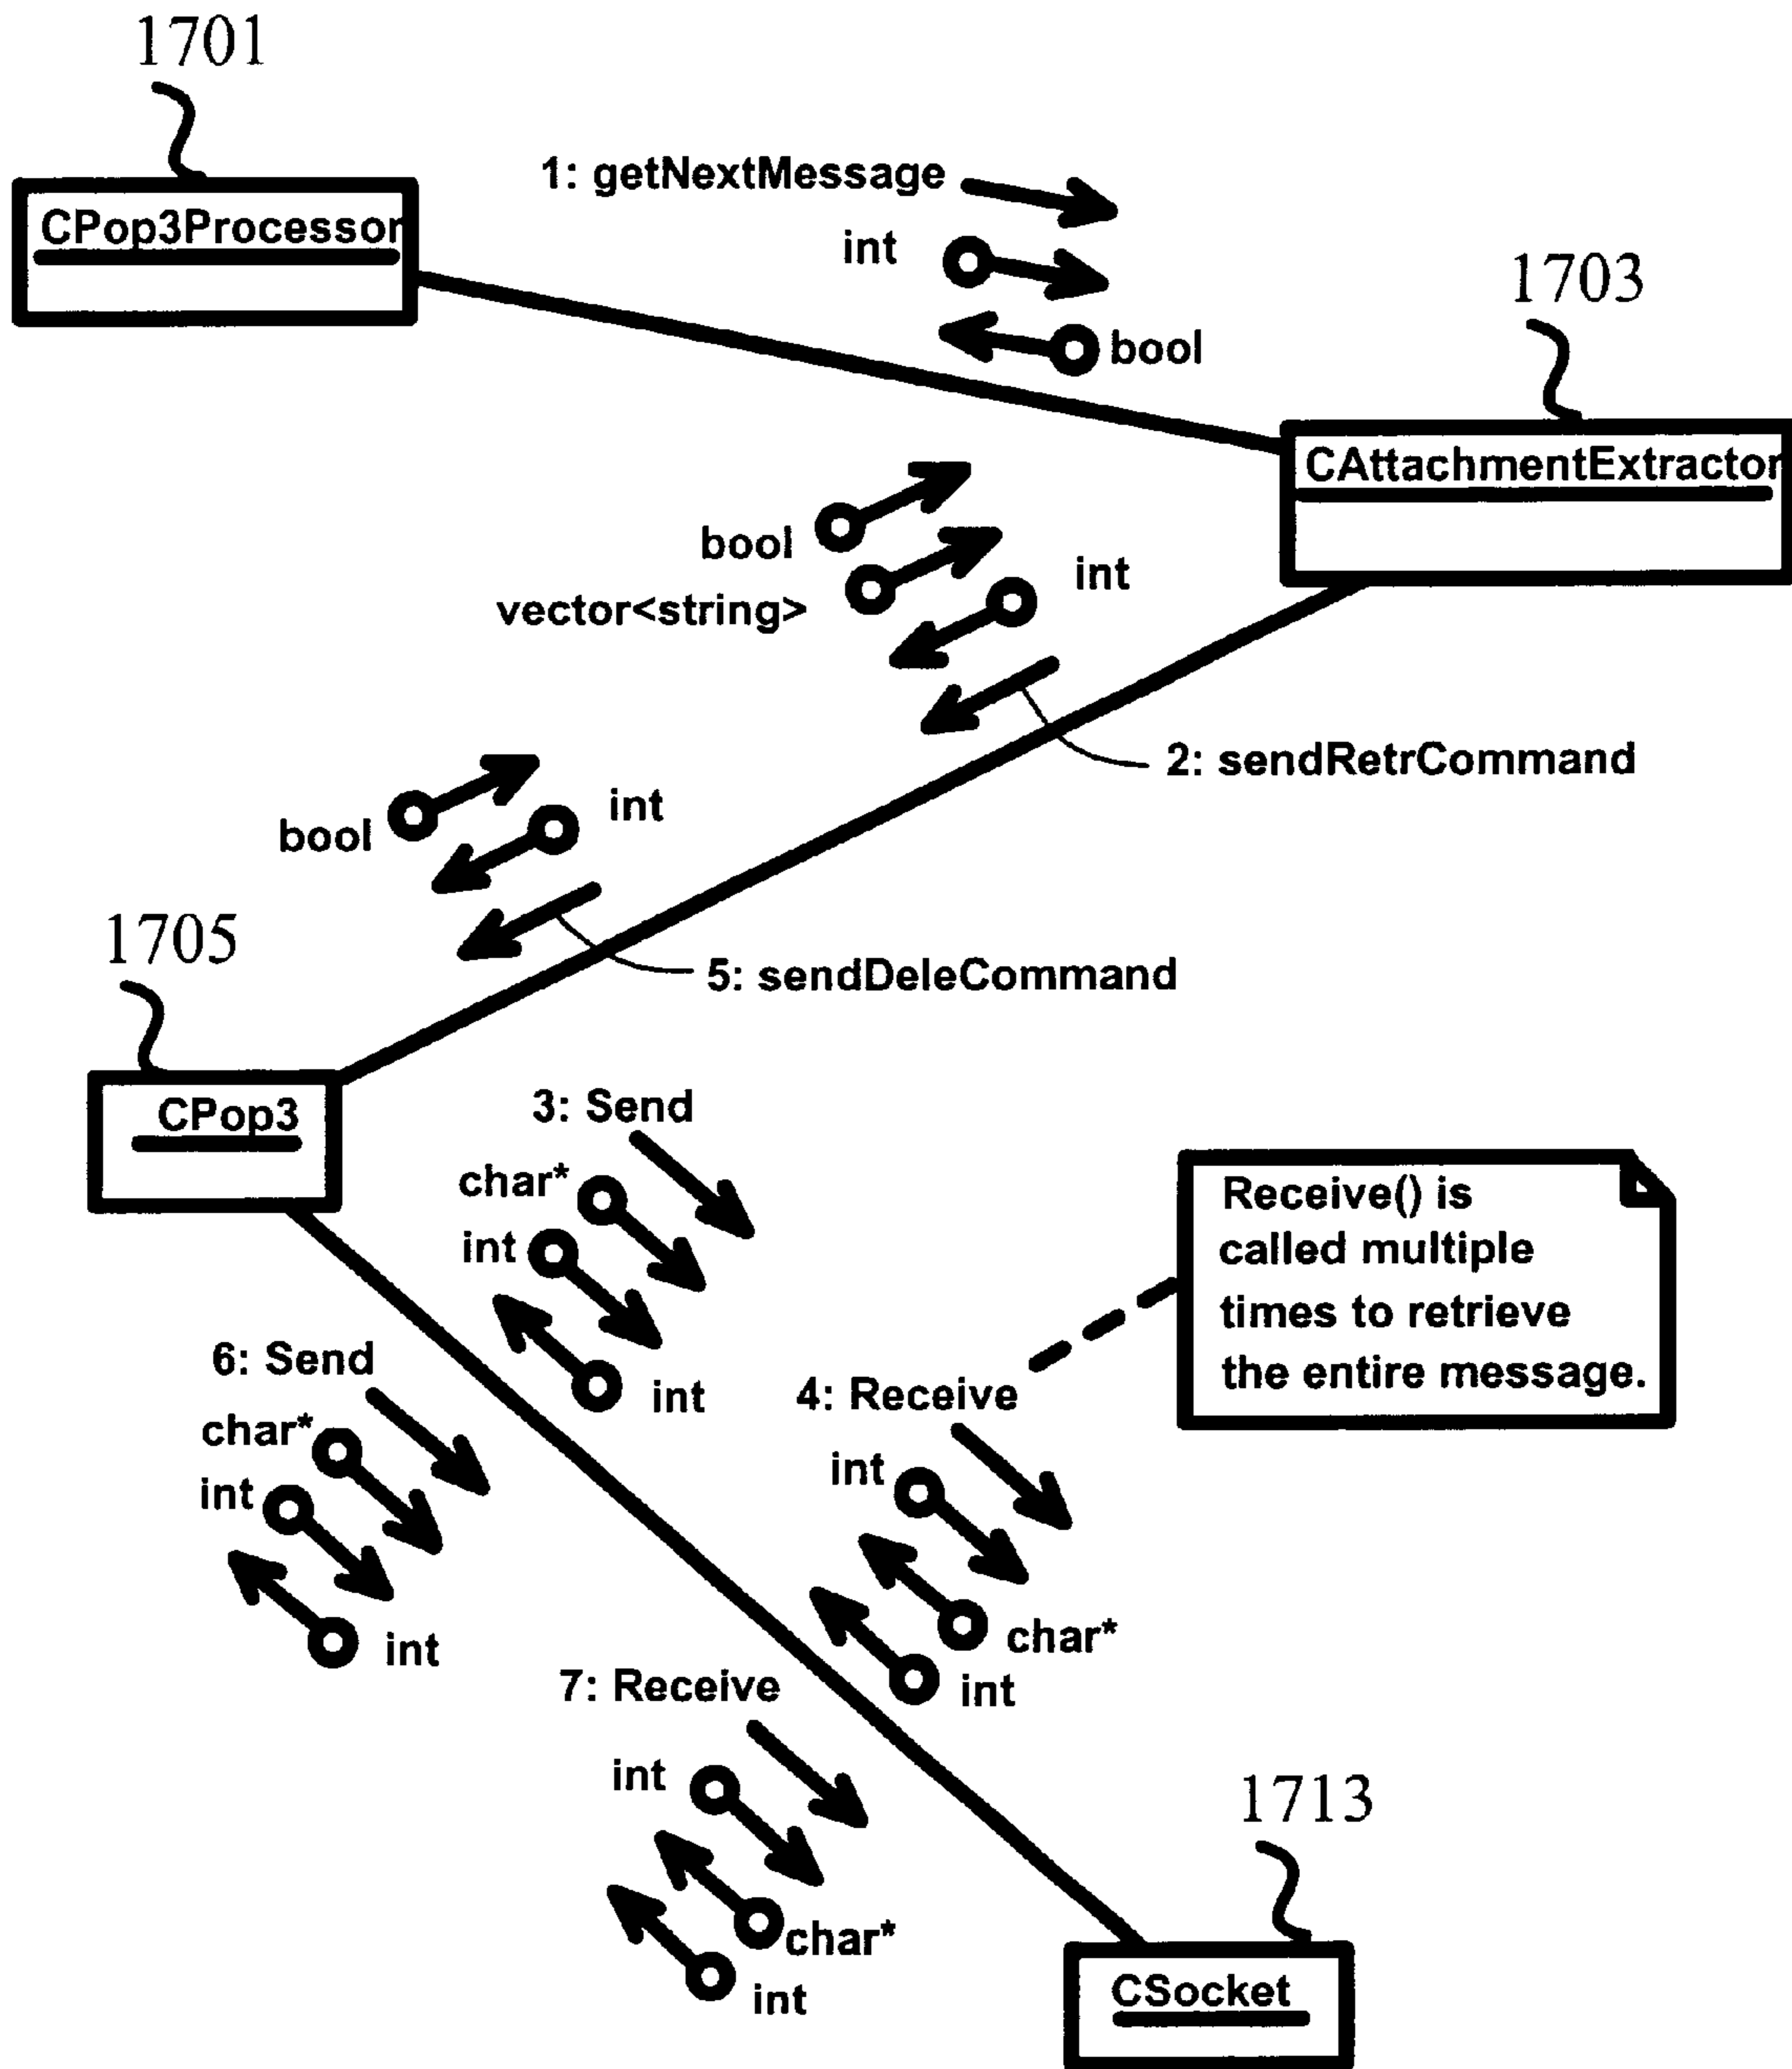 1701
1: getNextMessage
CPop3Processor
int
1703
bool
CAttachmentExtractor
bool
int
vector<string>
2: sendRetrCommand
int
bool
1705
5: sendDeleCommand
CPop3
3: Send
char*
int
int
Receive() is
called multiple
times to retrieve
the entire message.
6: Send
char*
int
int
4: Receive
int
char*
int
7: Receive
int
char*
int
1713
CSocket